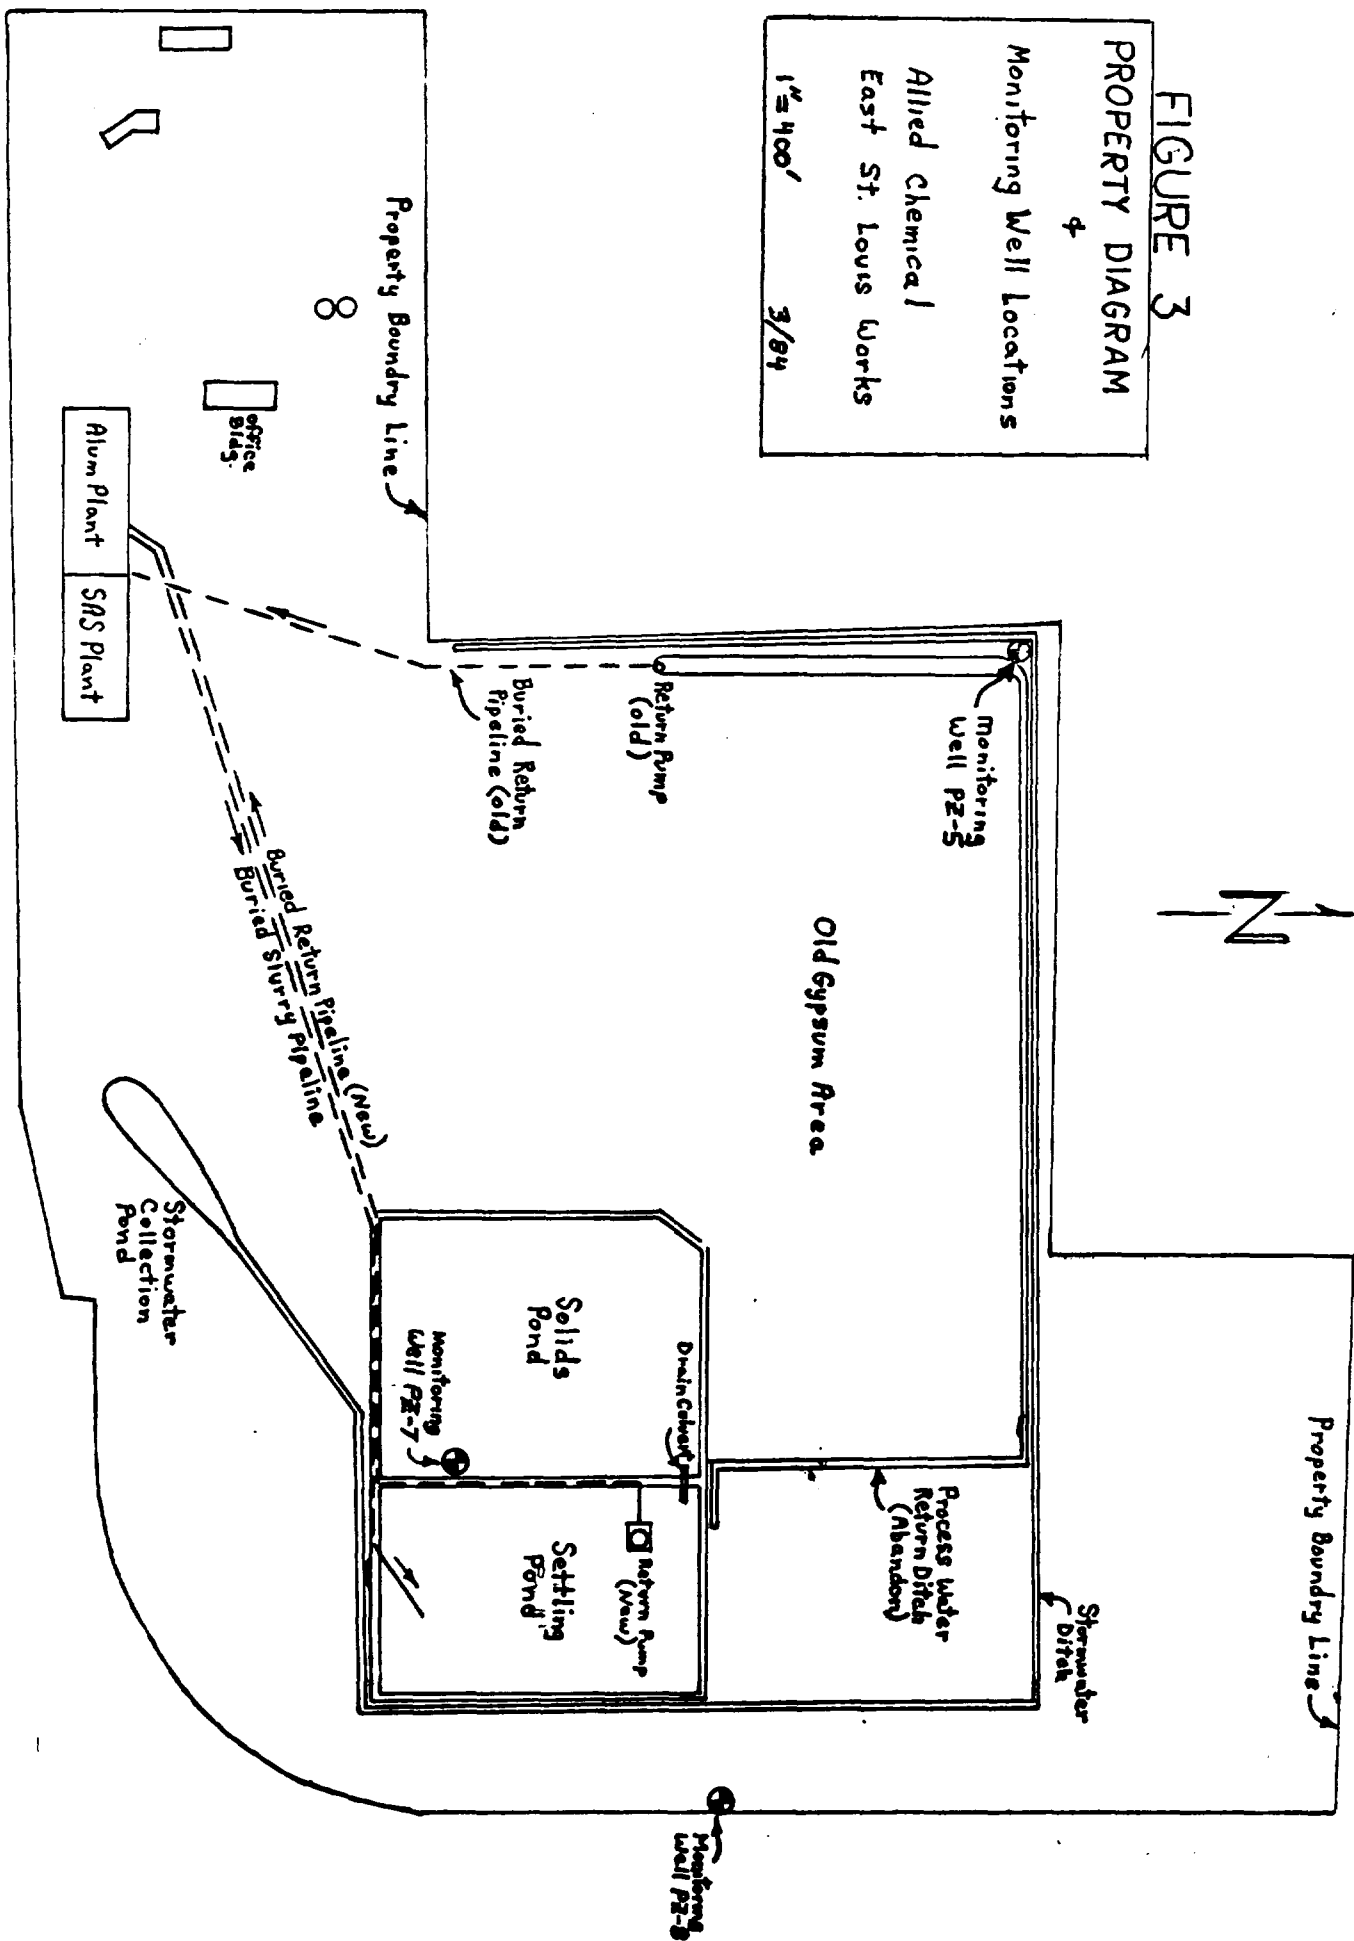 FIGURE 3
PROPERTY DIAGRAM
&
Monitoring Well Locations
Allied Chemical
East St. Louis Works
1"=400' 3/84
N
Property Boundry Line
Property Boundry Line
Office
Bldg.
Alum Plant
SAS Plant
Monitoring
Well PZ-5
Return Pump
(old)
Buried Return
Pipeline (old)
Old Gypsum Area
Buried Return Pipeline (New)
Buried Slurry Pipeline
Stormwater
Collection
Pond
Solids
Pond
Monitoring
Well PZ-7
Drain Culvert
Process Water
Return Ditch
(Abandon)
Stormwater
Ditch
Return Pump
(New)
Settling
Pond
Monitoring
Well PZ-8